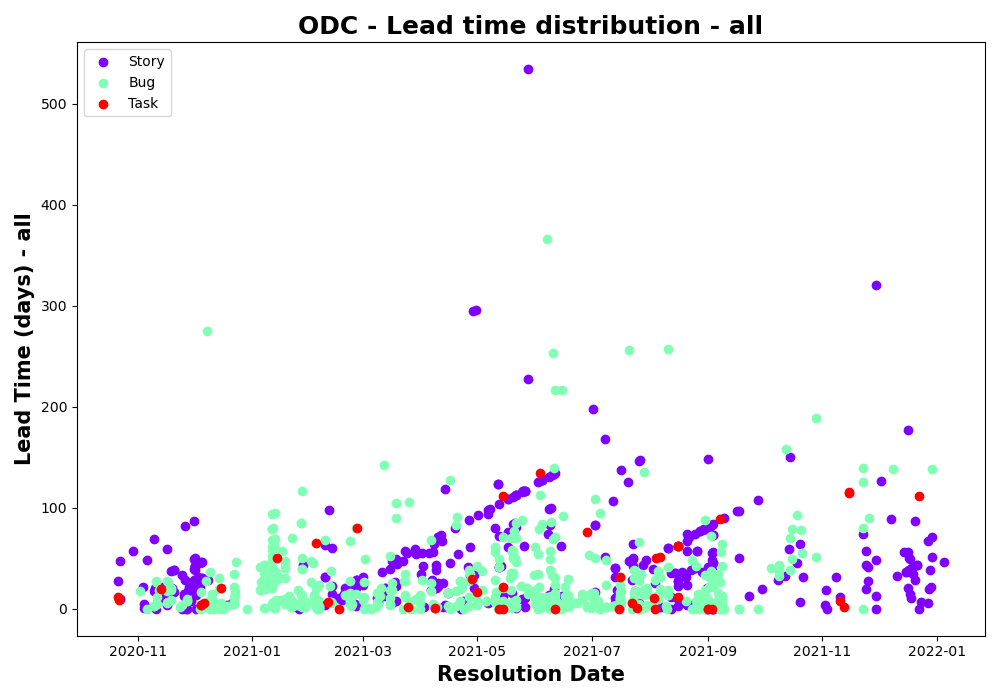 ODC - Lead time distribution - all
Story
Bug
Task
Lead Time (days) - all
500
400
300
200
100
0
2020-11 2021-01 2021-03 2021-05 2021-07 2021-09 2021-11 2022-01
Resolution Date